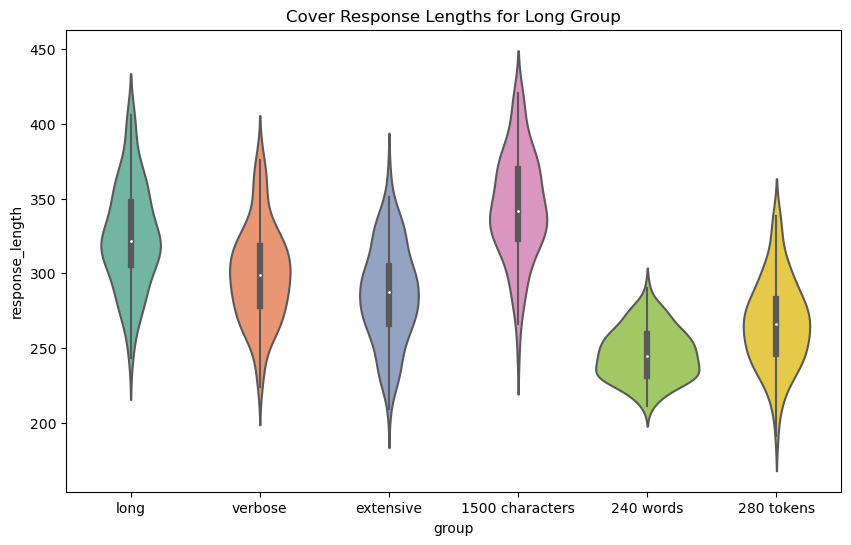 Cover Response Lengths for Long Group
response_length
450
400
350
300
250
200
long verbose extensive 1500 characters 240 words 280 tokens
group